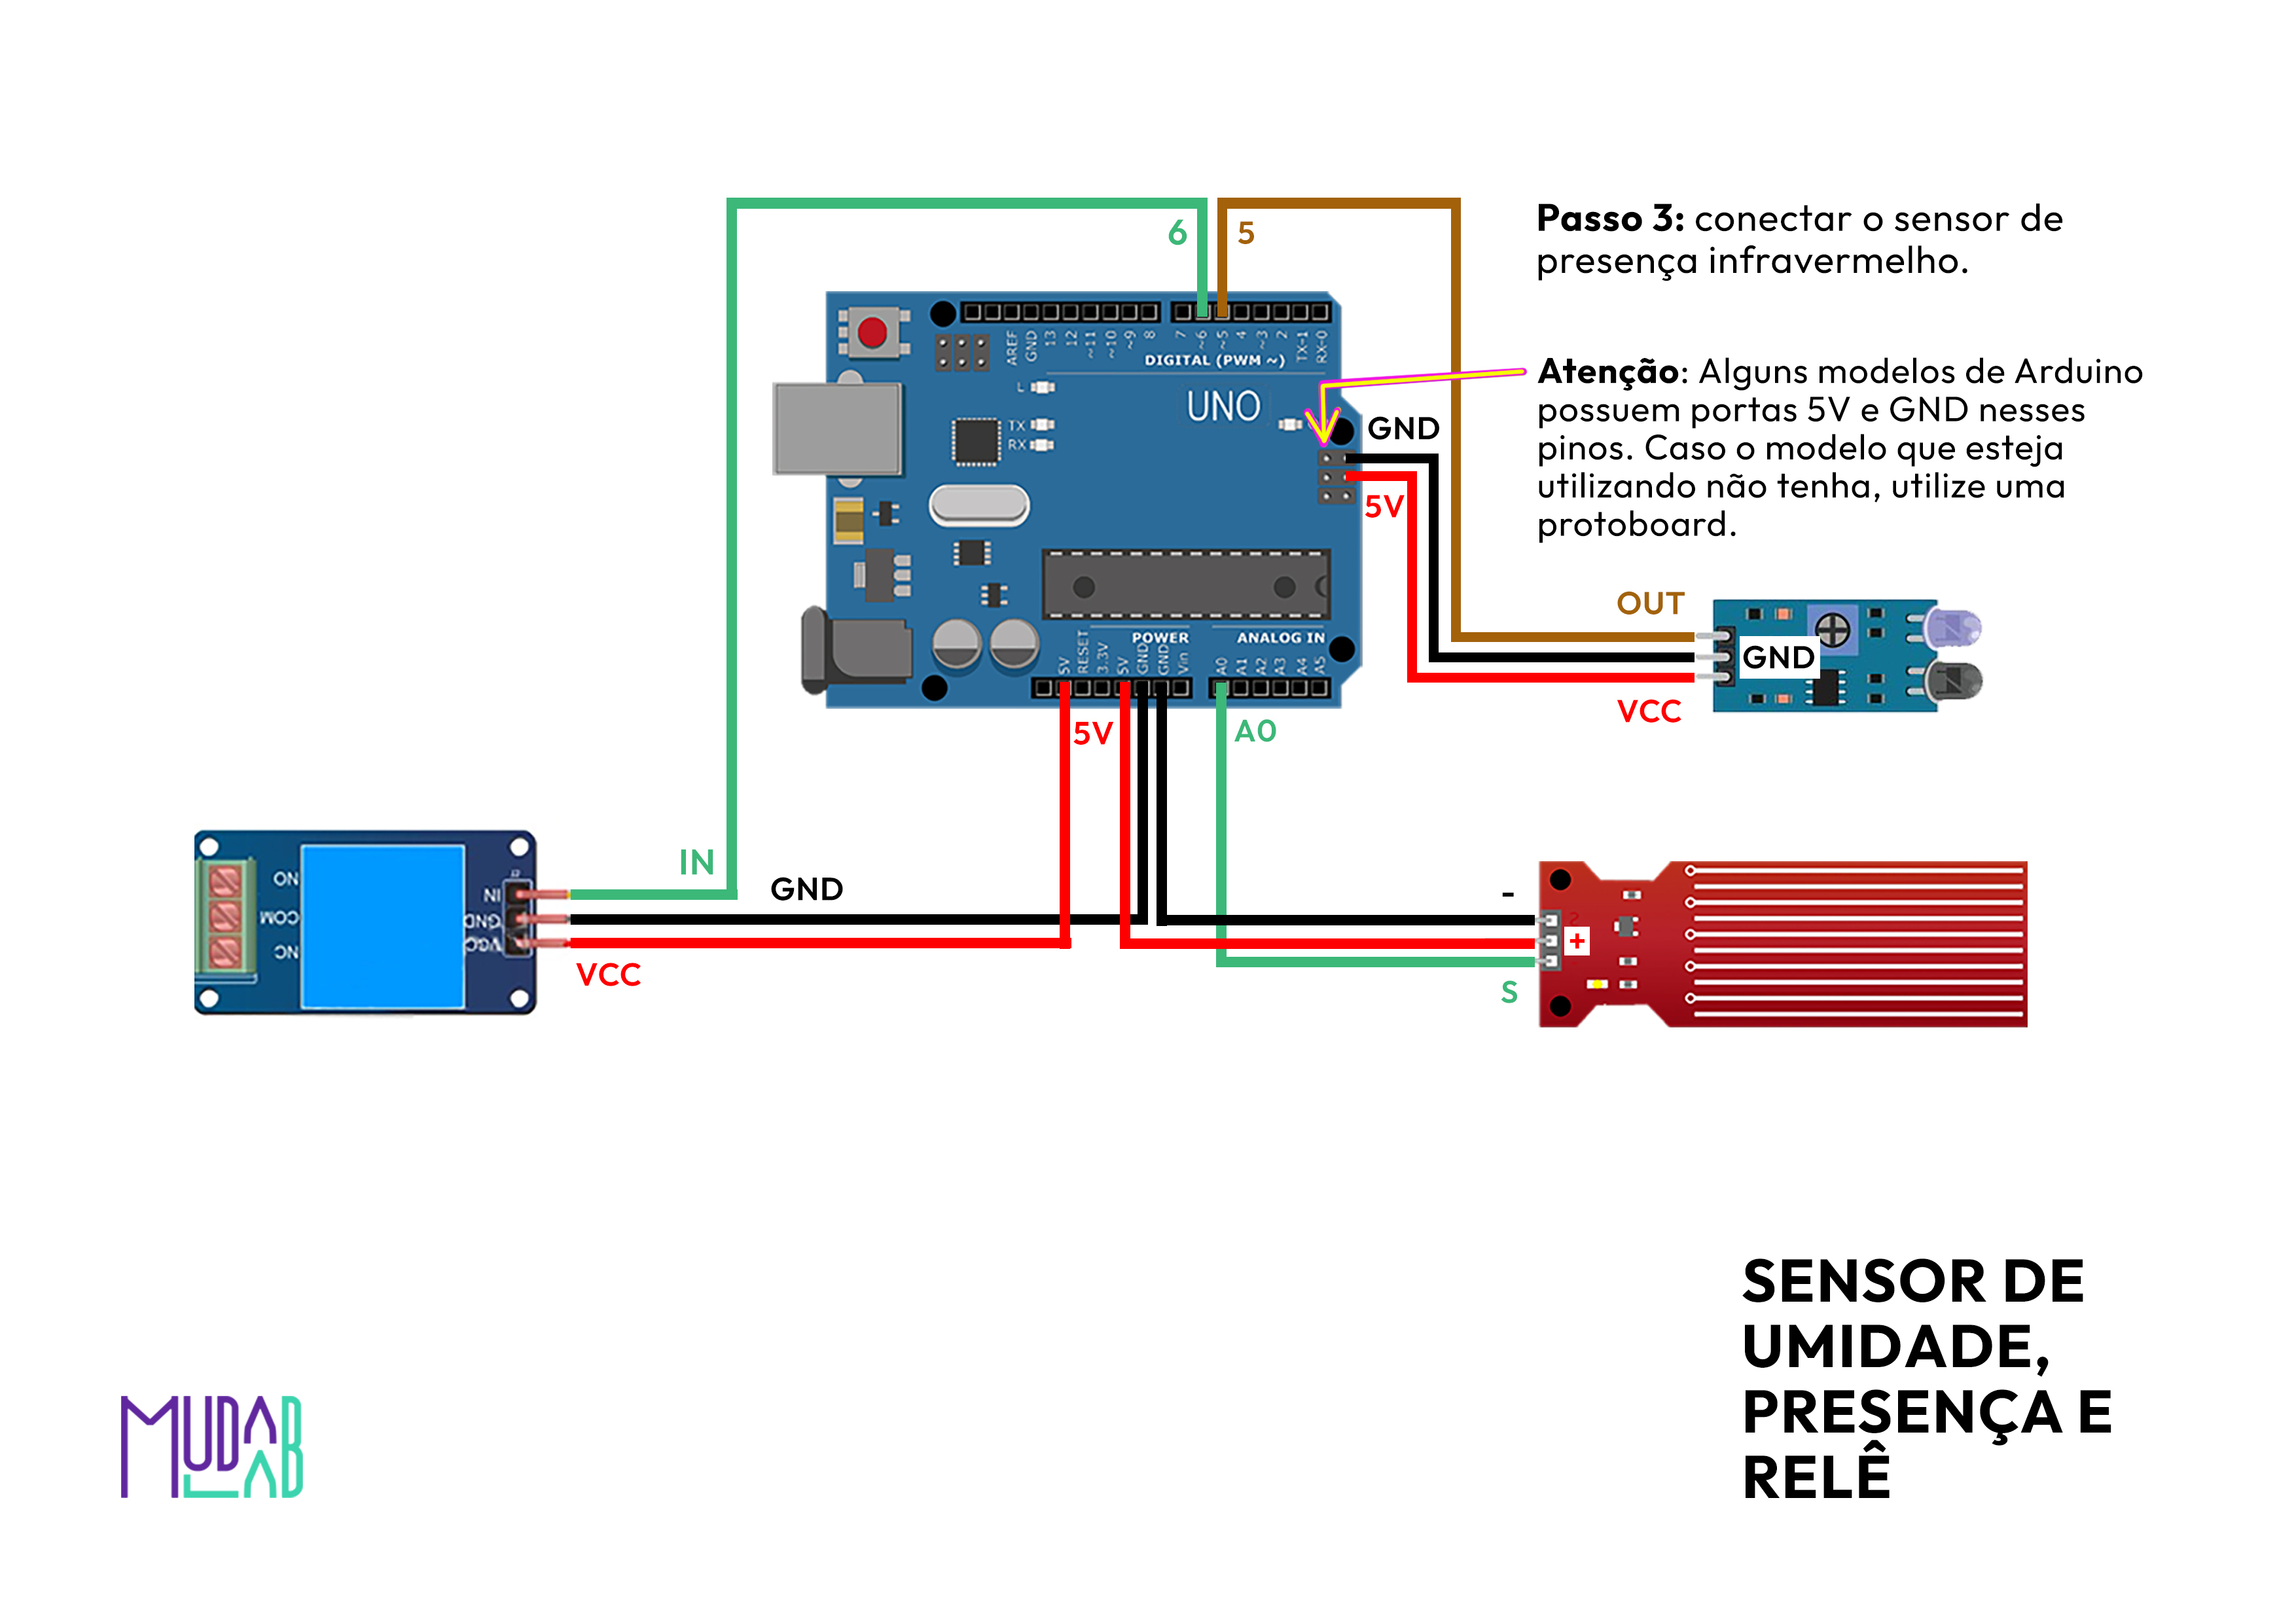 6
5
Passo 3: conectar o sensor de
presença infravermelho.
AREF
GND
13
12
~11
~10
~9
8
7
~6
~5
4
~3
2
TX-1
RX-0
DIGITAL (PWM ~)
L
TX
RX
UNO
Atenção: Alguns modelos de Arduino
possuem portas 5V e GND nesses
pinos. Caso o modelo que esteja
utilizando não tenha, utilize uma
protoboard.
GND
5V
OUT
GND
VCC
POWER
ANALOG IN
5V
RESET
3.3V
5V
GND
GND
Vin
A0
A1
A2
A3
A4
A5
5V
A0
IN
GND
VCC
NO
COM
NC
IN
GND
VCC
-
+
S
SENSOR DE
UMIDADE,
PRESENÇA E
RELÊ
MUDALAB